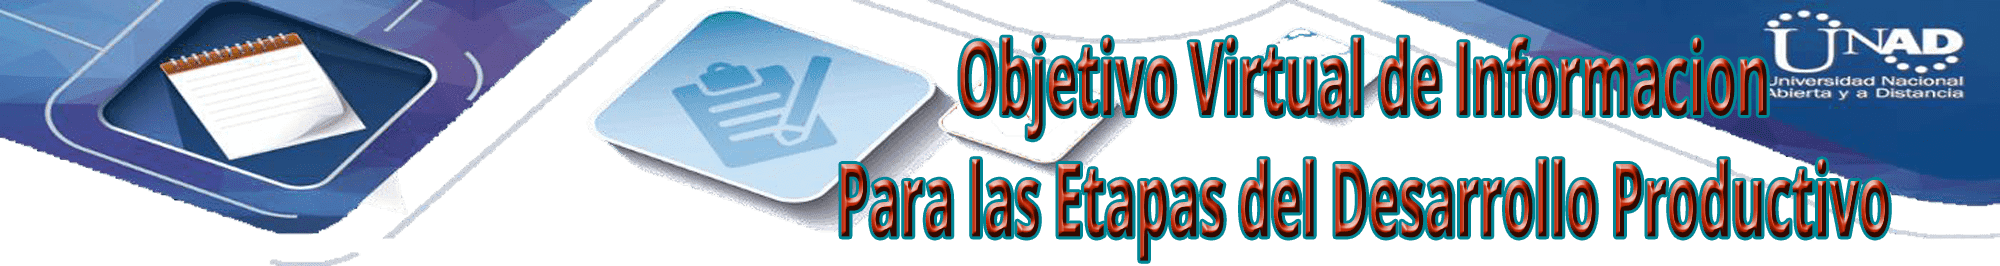 Objetivo Virtual de Informacion
Para las Etapas del Desarrollo Productivo
UNAD
Universidad Nacional
Abierta y a Distancia